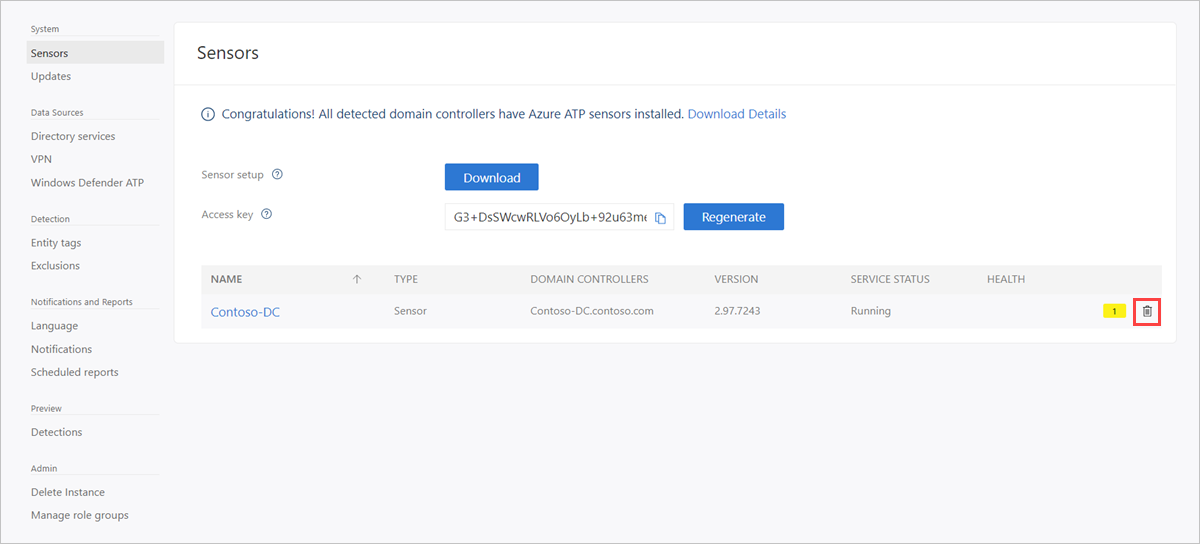 System
Sensors
Updates
Data Sources
Directory services
VPN
Windows Defender ATP
Detection
Entity tags
Exclusions
Notifications and Reports
Language
Notifications
Scheduled reports
Preview
Detections
Admin
Delete Instance
Manage role groups
Sensors
Congratulations! All detected domain controllers have Azure ATP sensors installed. Download Details
Sensor setup Download
Access key G3+DsSWcwRLVo6OyLb+92u63me Regenerate
NAME TYPE DOMAIN CONTROLLERS VERSION SERVICE STATUS HEALTH
Contoso-DC Sensor Contoso-DC.contoso.com 2.97.7243 Running 1